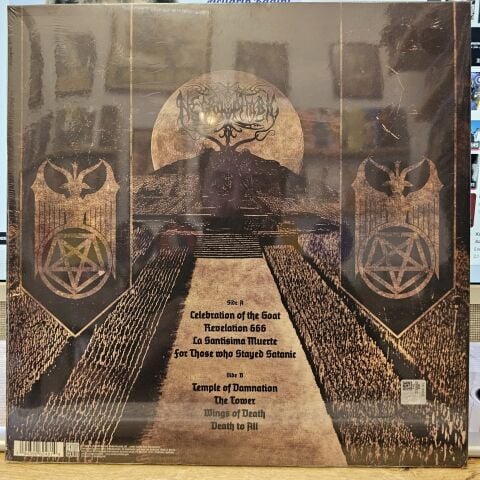 Necrophobic
Side A
Celebration of the Goat
Revelation 666
La Santisima Muerte
For Those who Stayed Satanic
Side B
Temple of Damnation
The Tower
Wings of Death
Death to All